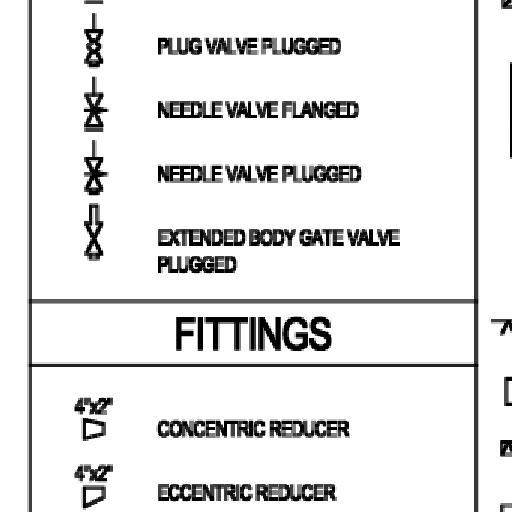 PLUG VALVE PLUGGED
NEEDLE VALVE FLANGED
NEEDLE VALVE PLUGGED
EXTENDED BODY GATE VALVE
PLUGGED
FITTINGS
4"x2"
CONCENTRIC REDUCER
4"x2"
ECCENTRIC REDUCER